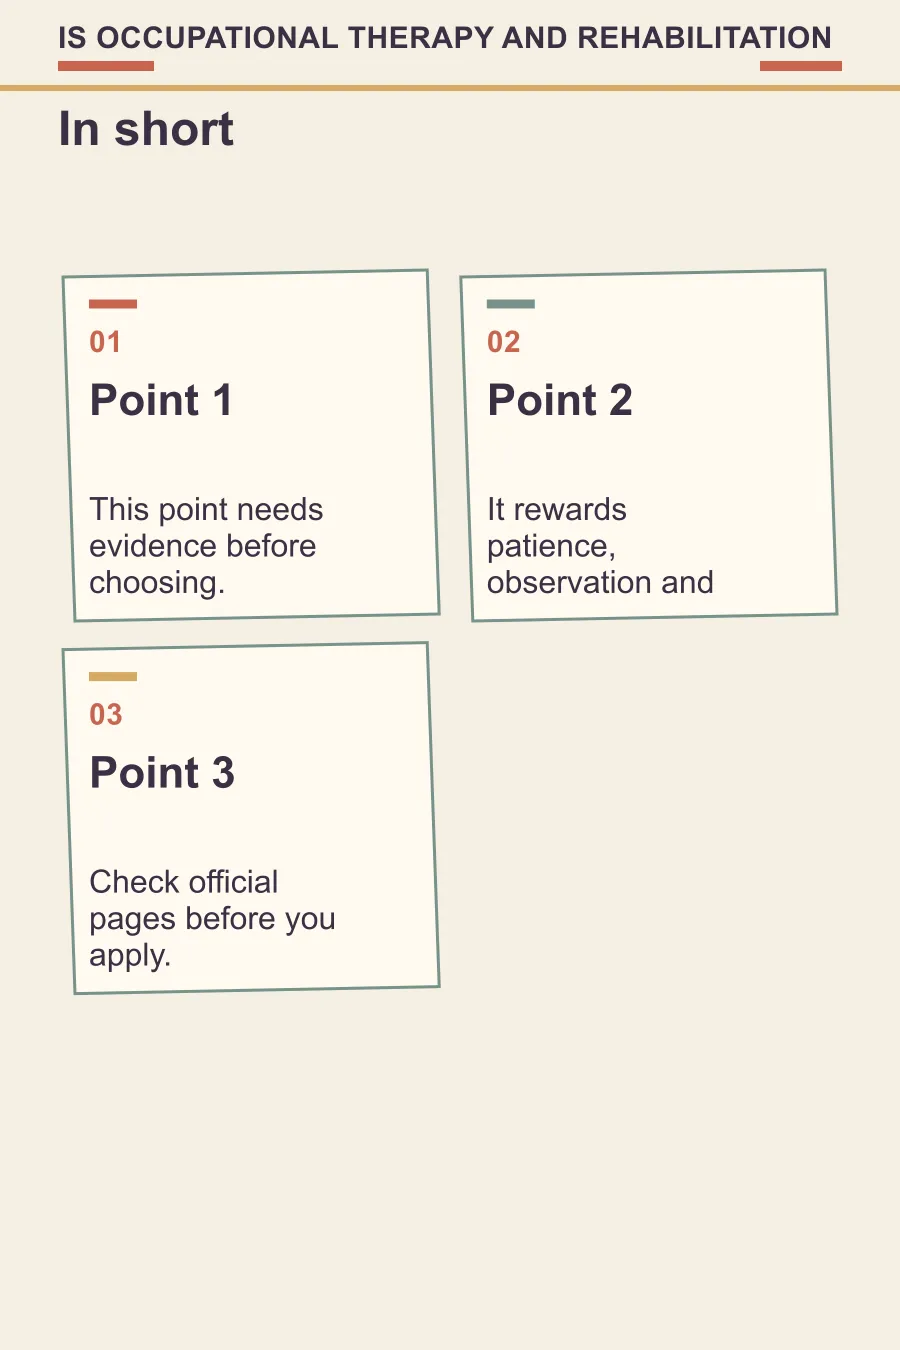 IS OCCUPATIONAL THERAPY AND REHABILITATION
In short
01
Point 1
This point needs
evidence before
choosing.
02
Point 2
It rewards
patience,
observation and
03
Point 3
Check official
pages before you
apply.